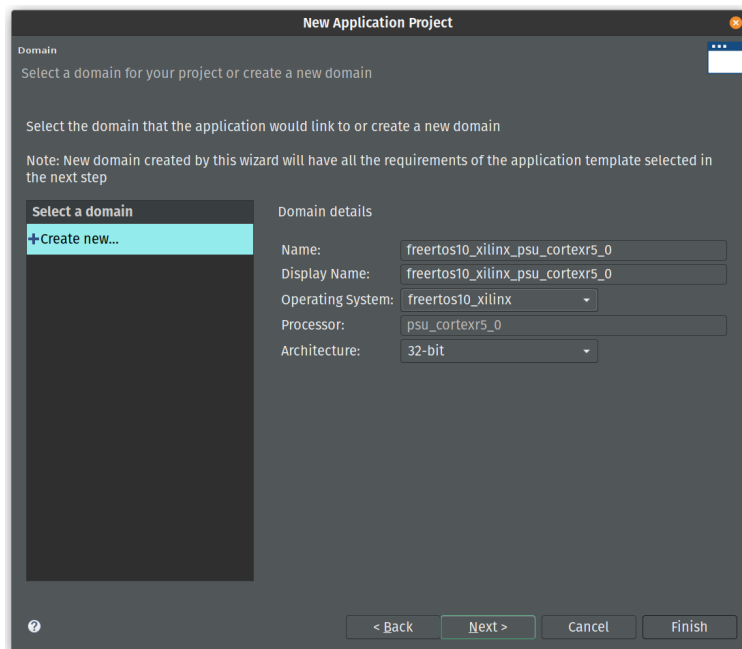 New Application Project
Domain
Select a domain for your project or create a new domain
Select the domain that the application would link to or create a new domain
Note: New domain created by this wizard will have all the requirements of the application template selected in
the next step
Select a domain
Create new...
Domain details
Name: freertos10_xilinx_psu_cortexr5_0
Display Name: freertos10_xilinx_psu_cortexr5_0
Operating System: freertos10_xilinx
Processor: psu_cortexr5_0
Architecture: 32-bit
? < Back Next > Cancel Finish